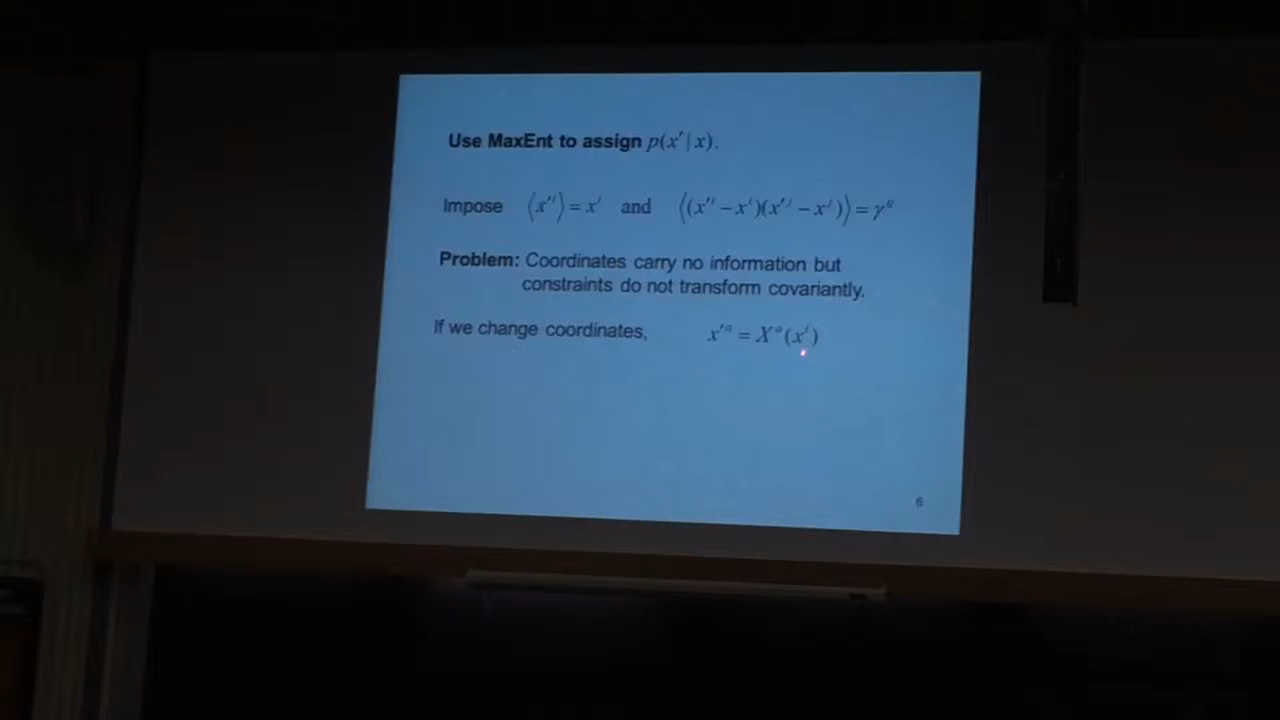 Use MaxEnt to assign p(x′|x).
Impose ⟨x′ⁱ⟩ = xⁱ and ⟨(x′ⁱ − xⁱ)(x′ʲ − xʲ)⟩ = γⁱʲ
Problem: Coordinates carry no information but
constraints do not transform covariantly.
If we change coordinates, x′ᵃ = Xᵃ(xⁱ)
6